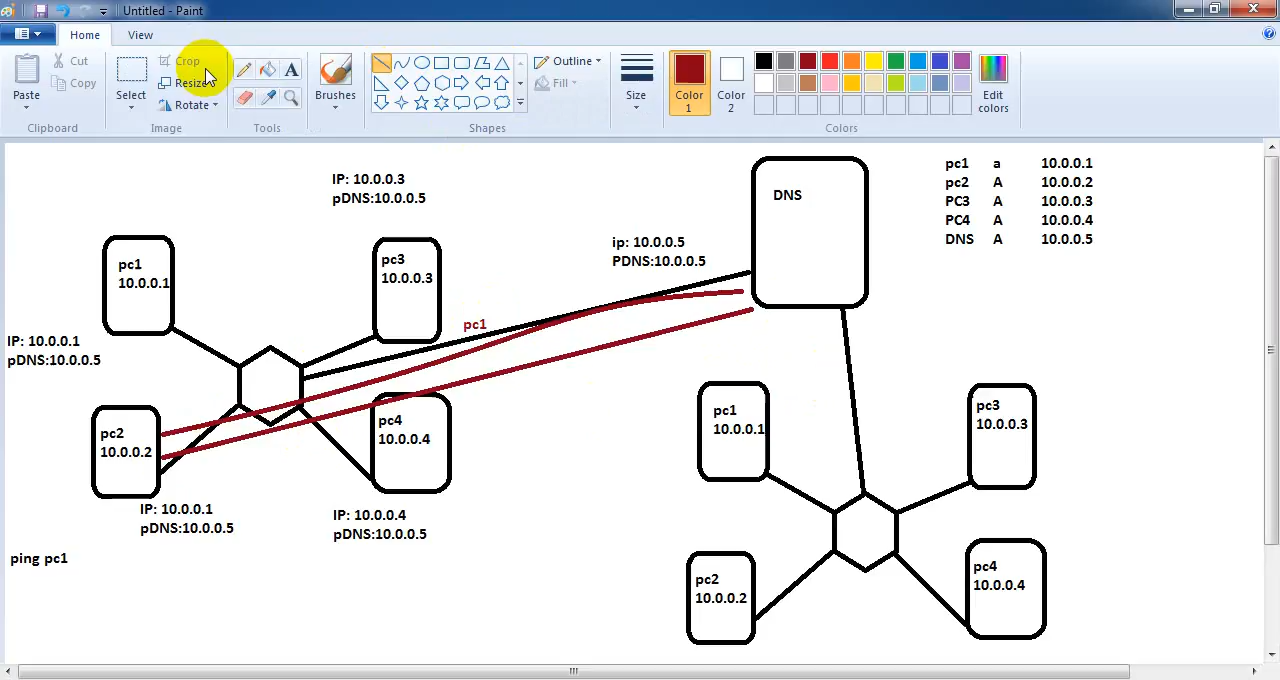 Untitled - Paint
Home
View
Paste
Cut
Copy
Clipboard
Select
Crop
Resize
Rotate
Image
A
Tools
Brushes
Shapes
Outline
Fill
Size
Color 1
Color 2
Colors
Edit colors
IP: 10.0.0.3
pDNS:10.0.0.5
pc1
10.0.0.1
pc3
10.0.0.3
IP: 10.0.0.1
pDNS:10.0.0.5
pc2
10.0.0.2
pc4
10.0.0.4
IP: 10.0.0.1
pDNS:10.0.0.5
IP: 10.0.0.4
pDNS:10.0.0.5
ping pc1
pc1
ip: 10.0.0.5
PDNS:10.0.0.5
DNS
pc1 a 10.0.0.1
pc2 A 10.0.0.2
PC3 A 10.0.0.3
PC4 A 10.0.0.4
DNS A 10.0.0.5
pc1
10.0.0.1
pc3
10.0.0.3
pc2
10.0.0.2
pc4
10.0.0.4